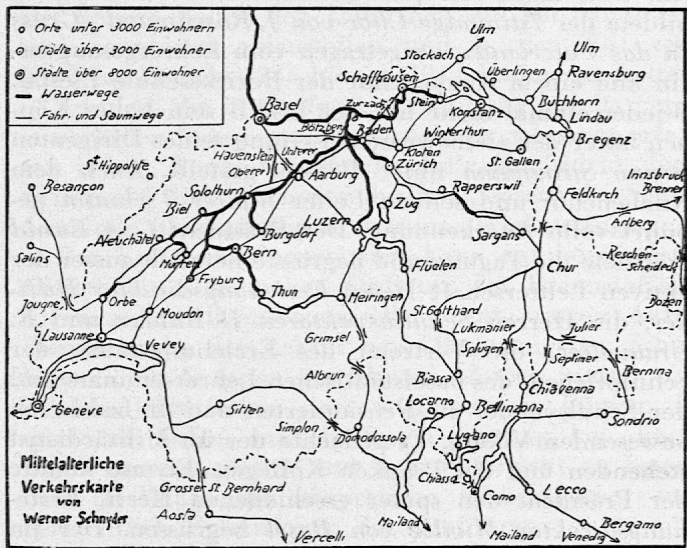 Orte unter 3000 Einwohnern
Städte über 3000 Einwohner
Städte über 8000 Einwohner
Wasserwege
Fahr- und Saumwege
Ulm
Ulm
Stockach
Überlingen
Ravensburg
Schaffhausen
Stein
Konstanz
Buchhorn
Lindau
Basel
Zurzach
Bregenz
Bözberg
Baden
Winterthur
Kloten
Hauenstein
Unterer
Oberer
Zürich
St. Gallen
St Hippolyte
Aarburg
Innsbruck
Brenner
Besançon
Solothurn
Rapperswil
Feldkirch
Biel
Zug
Arlberg
Luzern
Neuchâtel
Burgdorf
Sargans
Reschen-
scheideck
Salins
Murten
Bern
Flüelen
Chur
Fryburg
Bozen
Jougne
Orbe
Thun
Meiringen
St. Gotthard
Moudon
Lukmanier
Julier
Grimsel
Splügen
Septimer
Lausanne
Vevey
Bernina
Albrun
Biasca
Chiavenna
Genève
Sitten
Locarno
Bellinzona
Simplon
Sondrio
Domodossola
Lugano
Mittelalterliche
Verkehrskarte
von
Werner Schnyder
Chiasso
Grosser St. Bernhard
Como
Lecco
Aosta
Mailand
Bergamo
Vercelli
Mailand
Venedig